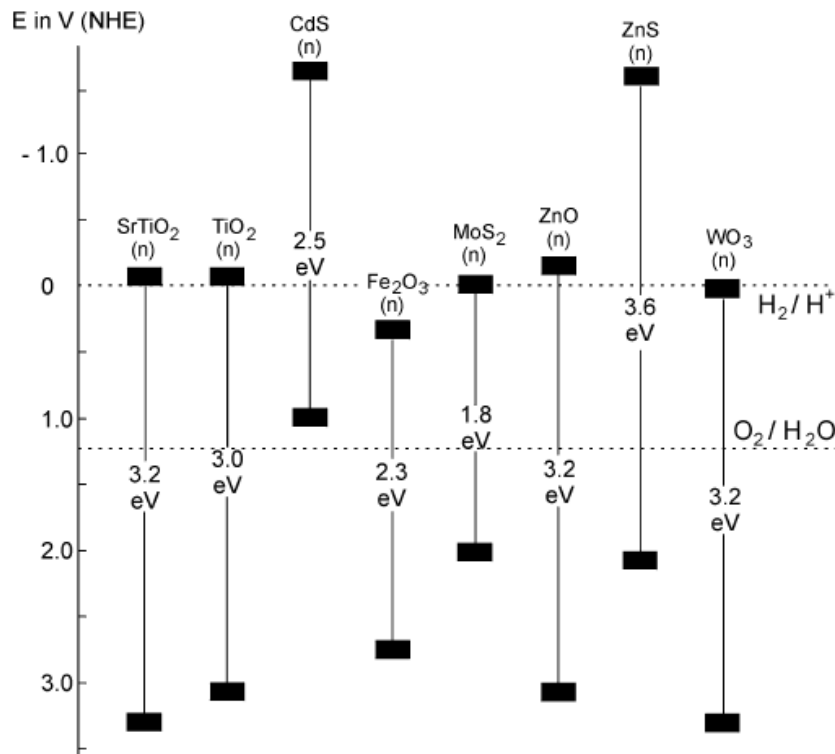 E in V (NHE)
CdS
(n)
ZnS
(n)
- 1.0
SrTiO₂
(n)
TiO₂
(n)
2.5
eV
MoS₂
(n)
ZnO
(n)
WO₃
(n)
0
Fe₂O₃
(n)
3.6
eV
H₂ / H⁺
1.0
1.8
eV
O₂ / H₂O
3.2
eV
3.0
eV
2.3
eV
3.2
eV
3.2
eV
2.0
3.0